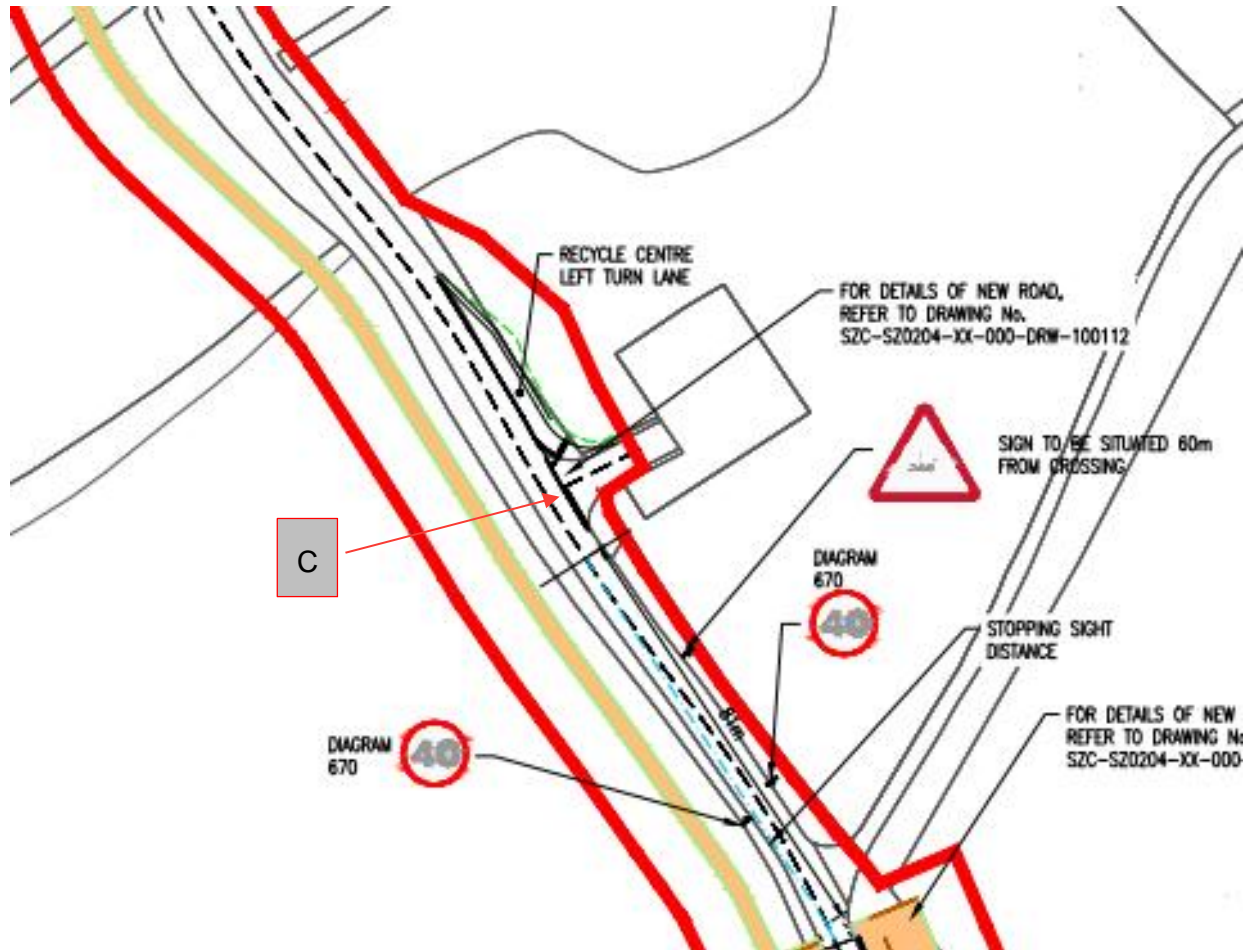 RECYCLE CENTRE
LEFT TURN LANE
FOR DETAILS OF NEW ROAD,
REFER TO DRAWING No.
SZC-SZ0204-XX-000-DRW-100112
SIGN TO BE SITUATED 60m
FROM CROSSING
C
DIAGRAM
670
40
STOPPING SIGHT
DISTANCE
81m
FOR DETAILS OF NEW
REFER TO DRAWING No
SZC-SZ0204-XX-000-
DIAGRAM
670
40